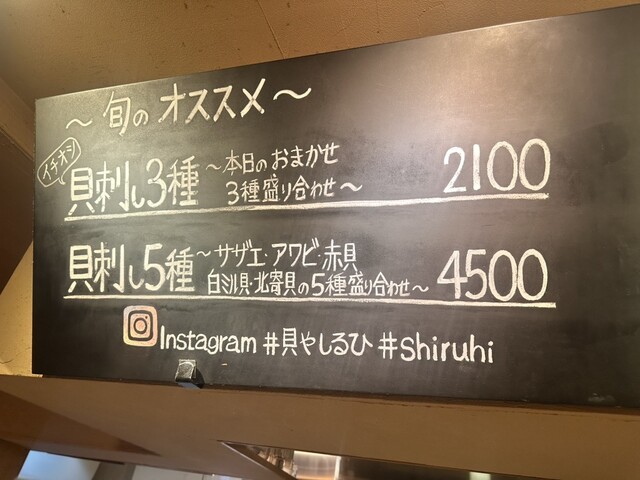 〜旬のオススメ〜
イチオシ
貝刺し3種 〜本日のおまかせ 3種盛り合わせ〜 2100
貝刺し5種 〜サザエ・アワビ・赤貝 白ミル貝・北寄貝の5種盛り合わせ〜 4500
Instagram #貝やしるひ #Shiruhi